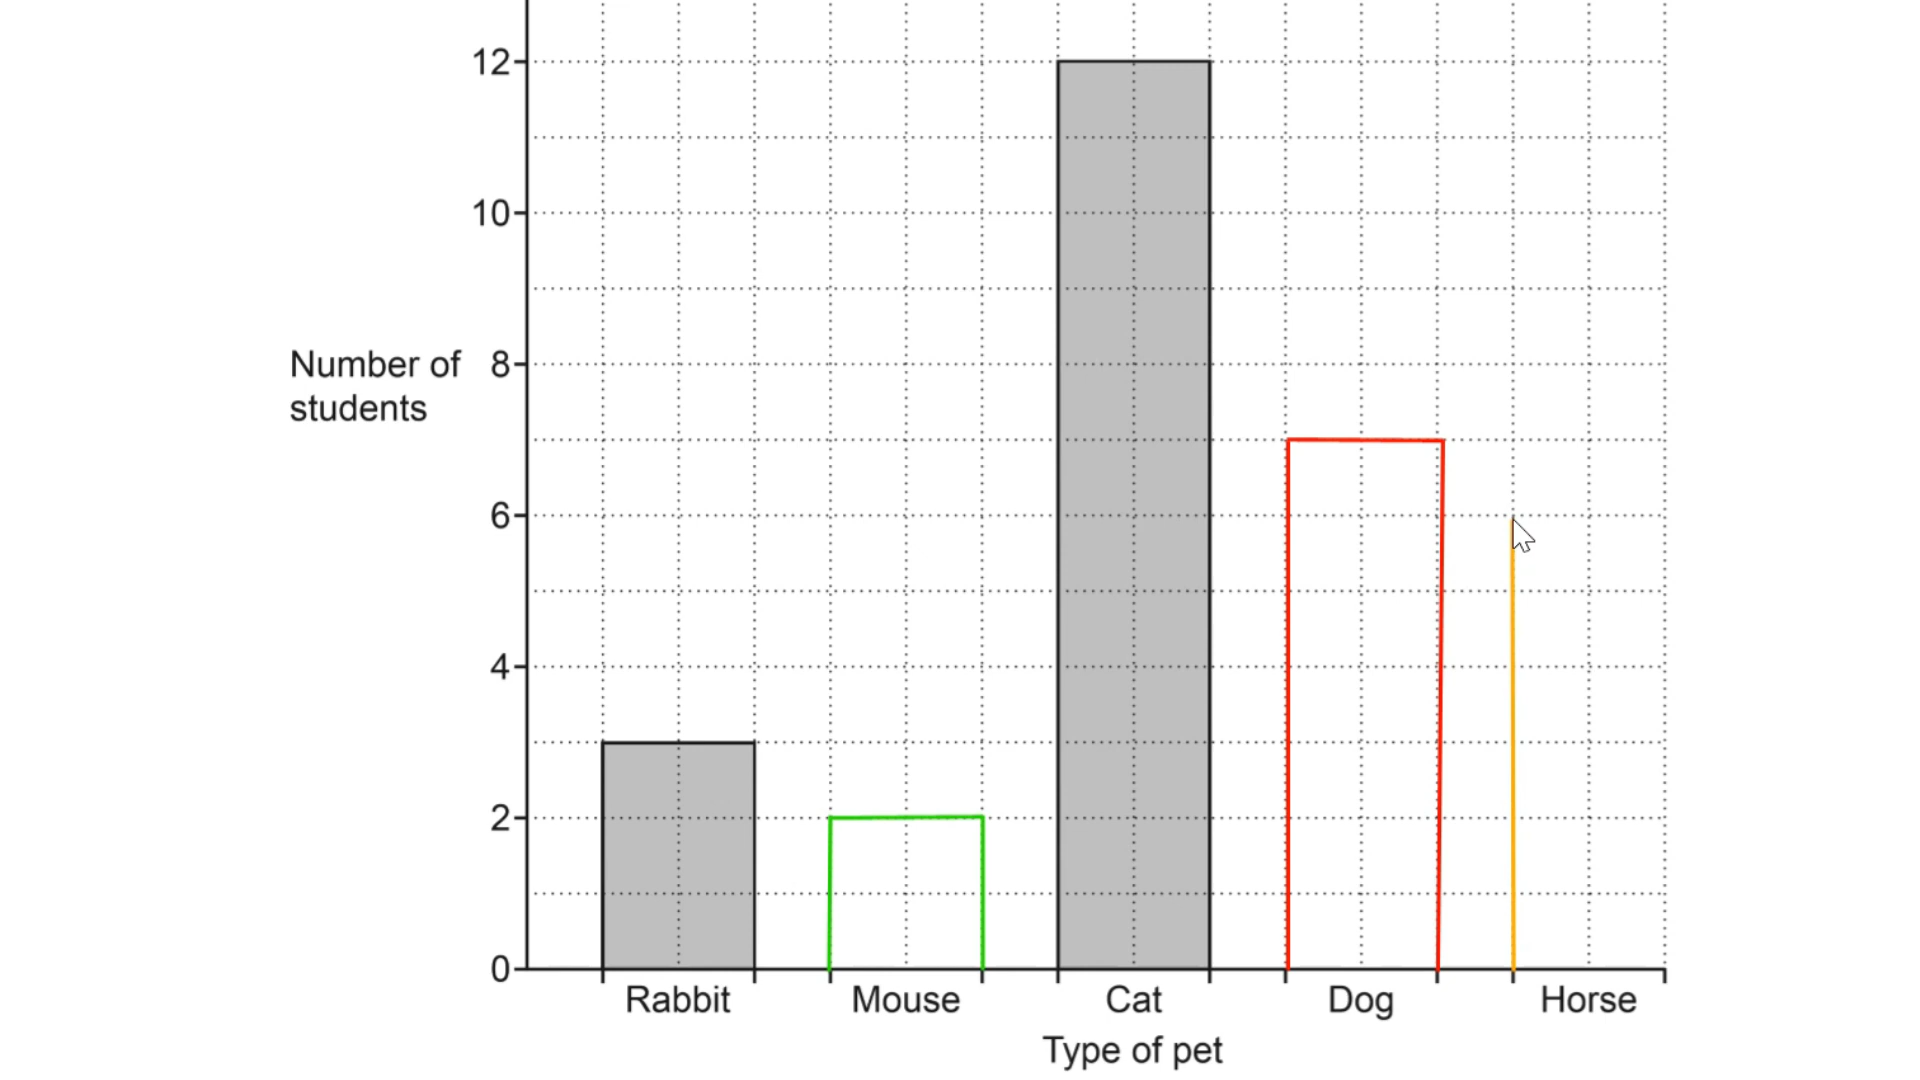 12
10
Number of
students
8
6
4
2
0
Rabbit Mouse Cat Dog Horse
Type of pet